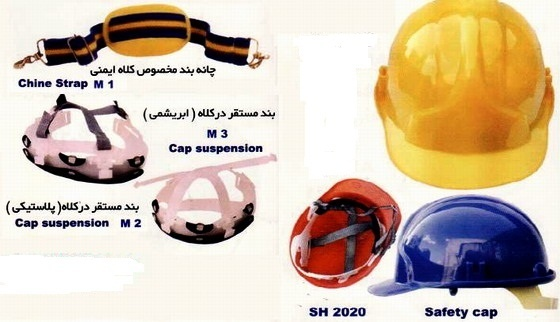 چانه بند مخصوص کلاه ایمنی
Chine Strap M 1
بند مستقر درکلاه ( ابریشمی )
M 3
Cap suspension
بند مستقر درکلاه( پلاستیکی )
Cap suspension M 2
SH 2020
Safety cap